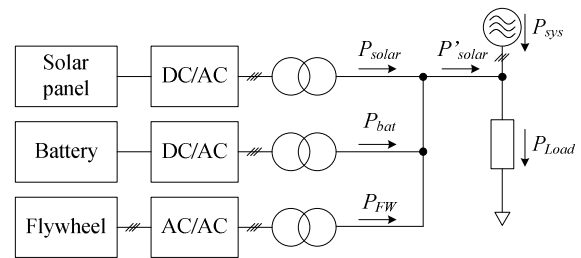 Solar
panel
DC/AC
P_solar
P'_solar
P_sys
Battery
DC/AC
P_bat
P_Load
Flywheel
AC/AC
P_FW